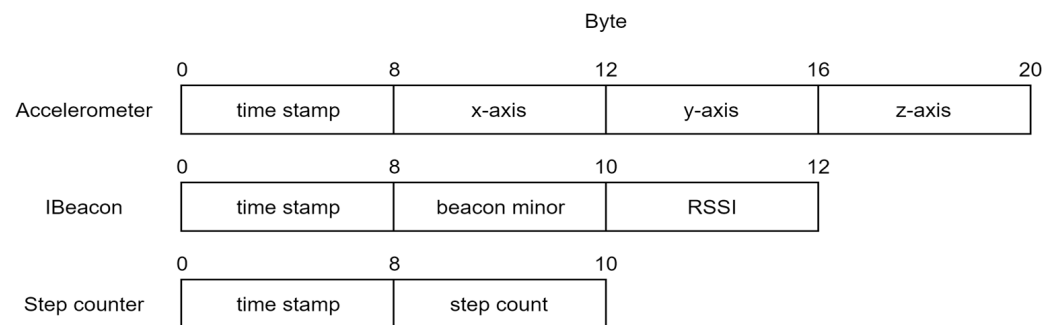 Byte
0 8 12 16 20
Accelerometer time stamp x-axis y-axis z-axis
0 8 10 12
IBeacon time stamp beacon minor RSSI
0 8 10
Step counter time stamp step count